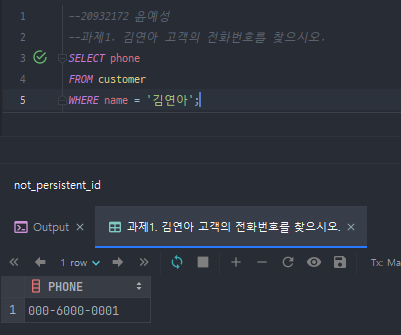 1 --20932172 윤예성
2 --과제1. 김연아 고객의 전화번호를 찾으시오.
3 SELECT phone
4 FROM customer
5 WHERE name = '김연아';
not_persistent_id
Output × 과제1. 김연아 고객의 전화번호를 찾으시오. ×
1 row Tx: Ma
PHONE
1 000-6000-0001